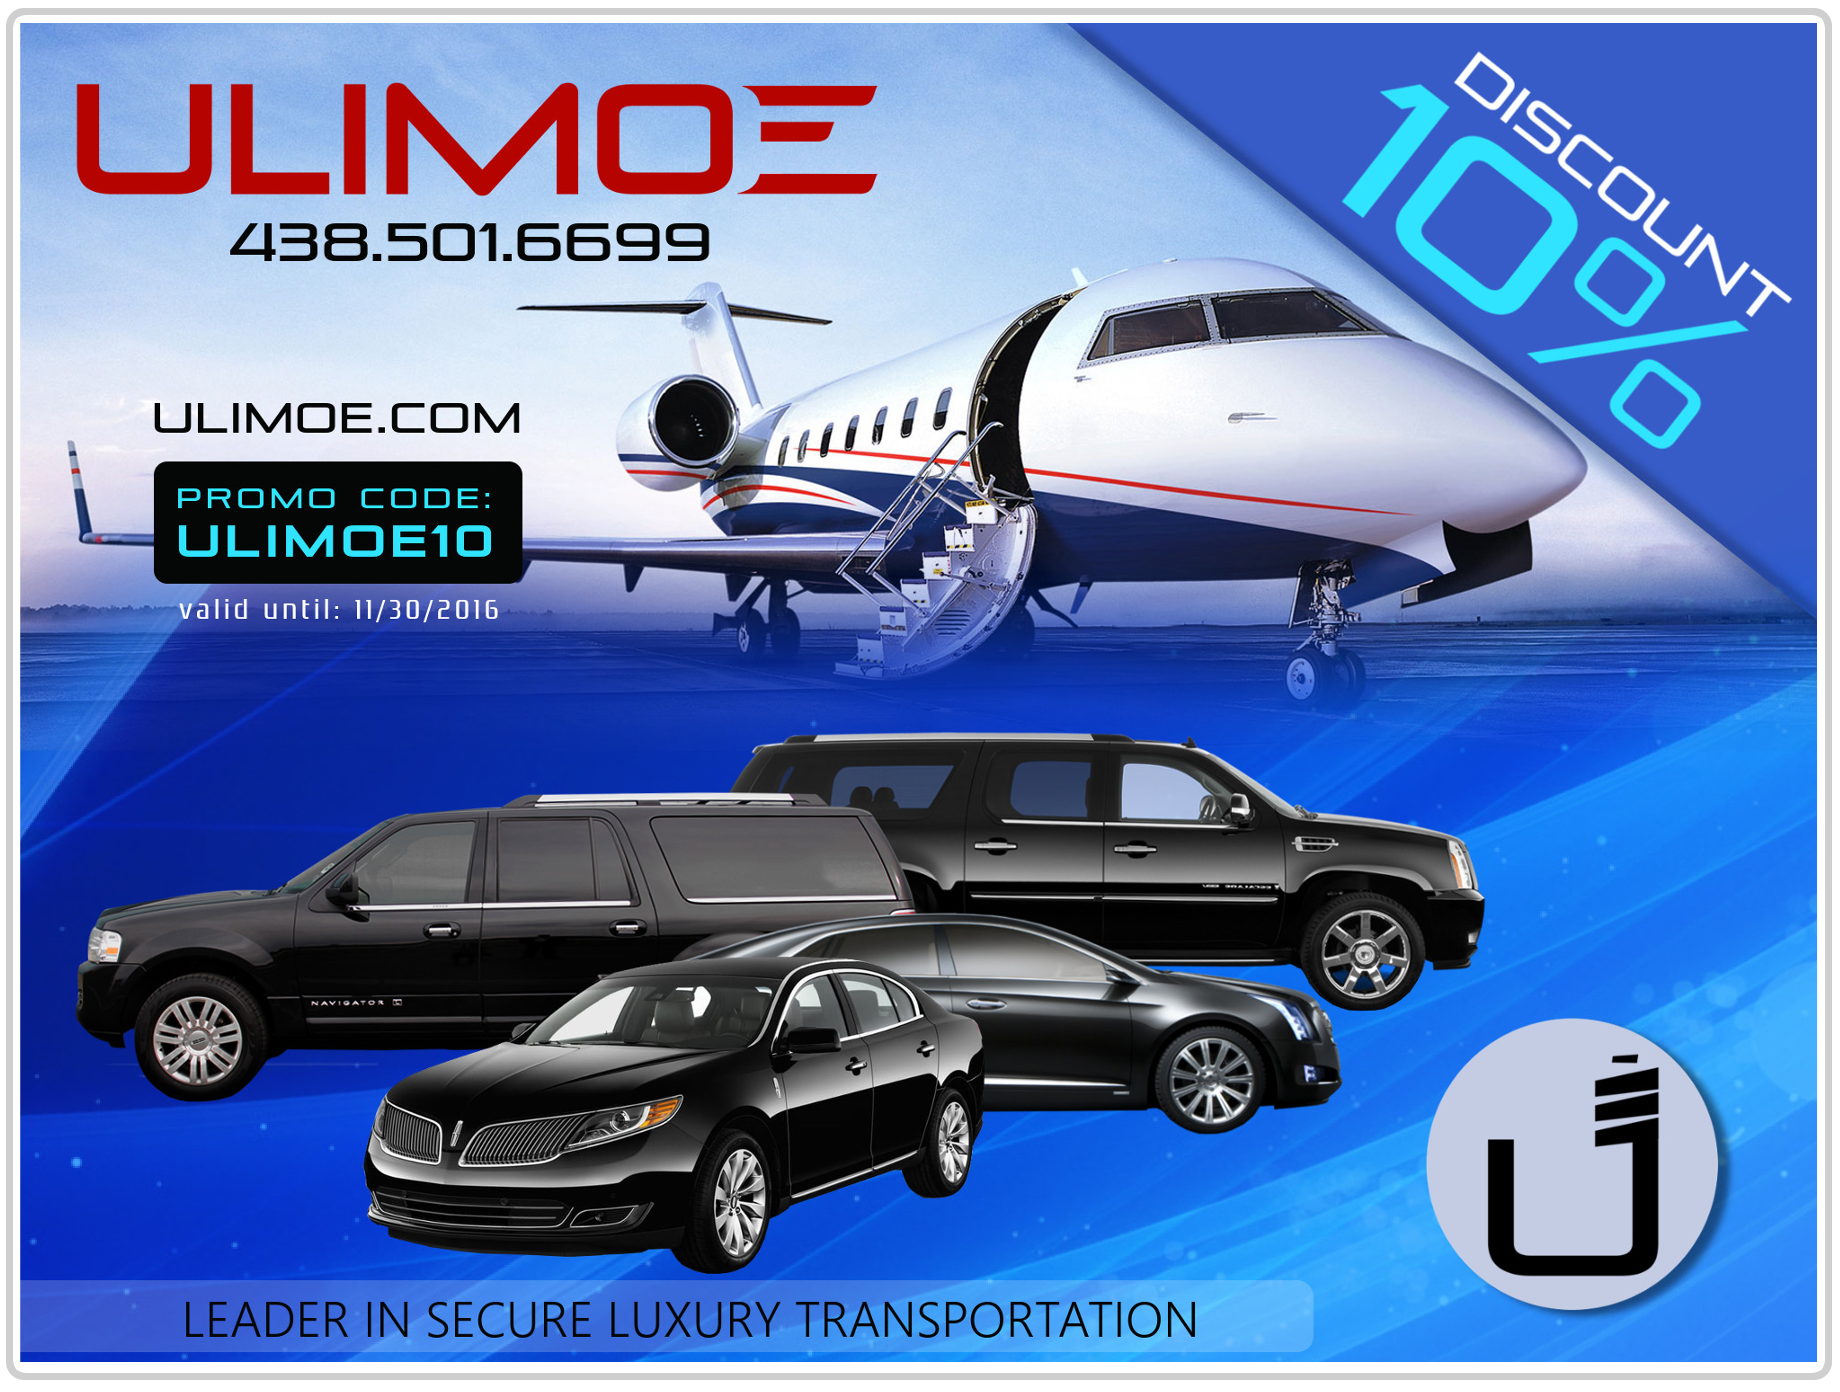 ULIMOE
438.501.6699
DISCOUNT
10%
ULIMOE.COM
PROMO CODE:
ULIMOE10
valid until: 11/30/2016
NAVIGATOR L
LEADER IN SECURE LUXURY TRANSPORTATION